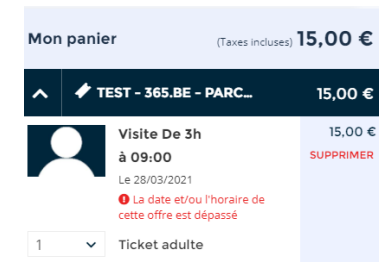 Mon panier (Taxes incluses) 15,00 €
TEST - 365.BE - PARC... 15,00 €
Visite De 3h 15,00 €
à 09:00 SUPPRIMER
Le 28/03/2021
La date et/ou l'horaire de
cette offre est dépassé
1 Ticket adulte